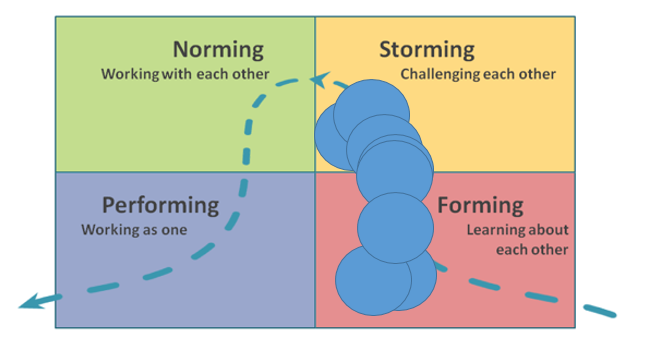 Norming
Working with each other
Storming
Challenging each other
Performing
Working as one
Forming
Learning about
each other